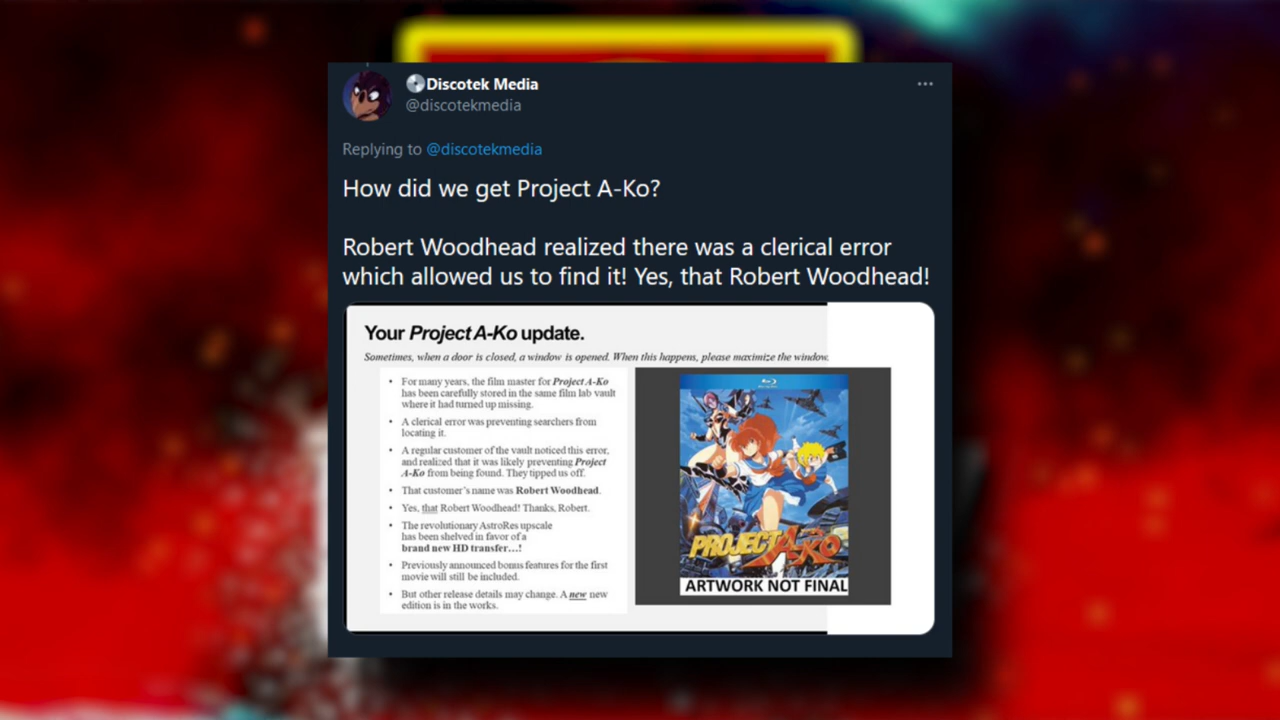 Discotek Media
@discotekmedia
Replying to @discotekmedia
How did we get Project A-Ko?
Robert Woodhead realized there was a clerical error
which allowed us to find it! Yes, that Robert Woodhead!
Your Project A-Ko update.
Sometimes, when a door is closed, a window is opened. When this happens, please maximize the window.
• For many years, the film master for Project A-Ko
has been carefully stored in the same film lab vault
where it had turned up missing.
• A clerical error was preventing searchers from
locating it.
• A regular customer of the vault noticed this error,
and realized that it was likely preventing Project
A-Ko from being found. They tipped us off.
• That customer's name was Robert Woodhead.
• Yes, that Robert Woodhead! Thanks, Robert.
• The revolutionary AstroRes upscale
has been shelved in favor of a
brand new HD transfer...!
• Previously announced bonus features for the first
movie will still be included.
• But other release details may change. A new new
edition is in the works.
PROJECT A-KO
ARTWORK NOT FINAL